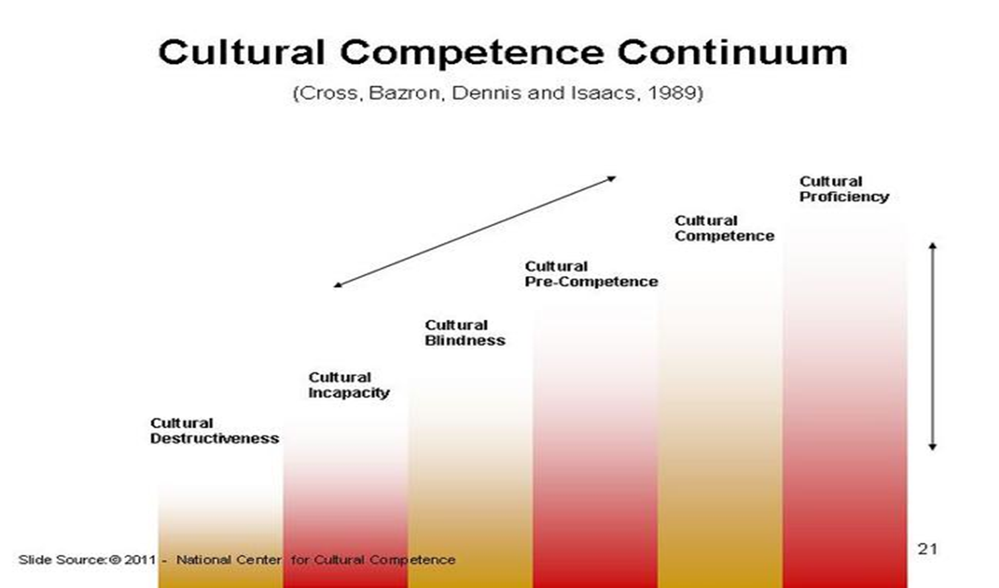 Cultural Competence Continuum
(Cross, Bazron, Dennis and Isaacs, 1989)
Cultural
Proficiency
Cultural
Competence
Cultural
Pre-Competence
Cultural
Blindness
Cultural
Incapacity
Cultural
Destructiveness
21
Slide Source:© 2011 - National Center for Cultural Competence